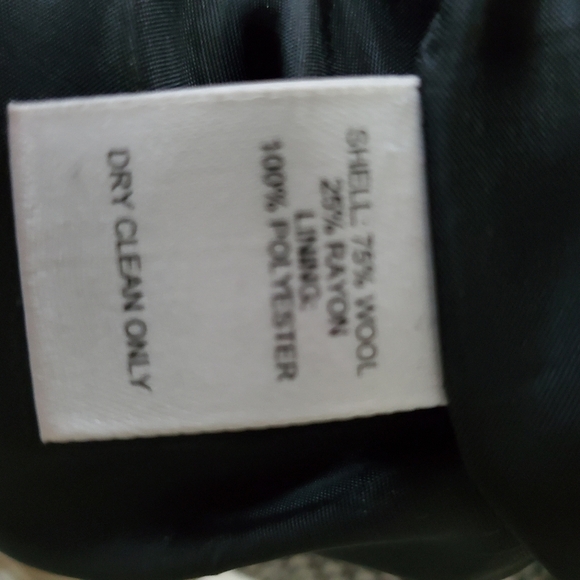 SHELL: 75% WOOL
25% RAYON
LINING:
100% POLYESTER
DRY CLEAN ONLY